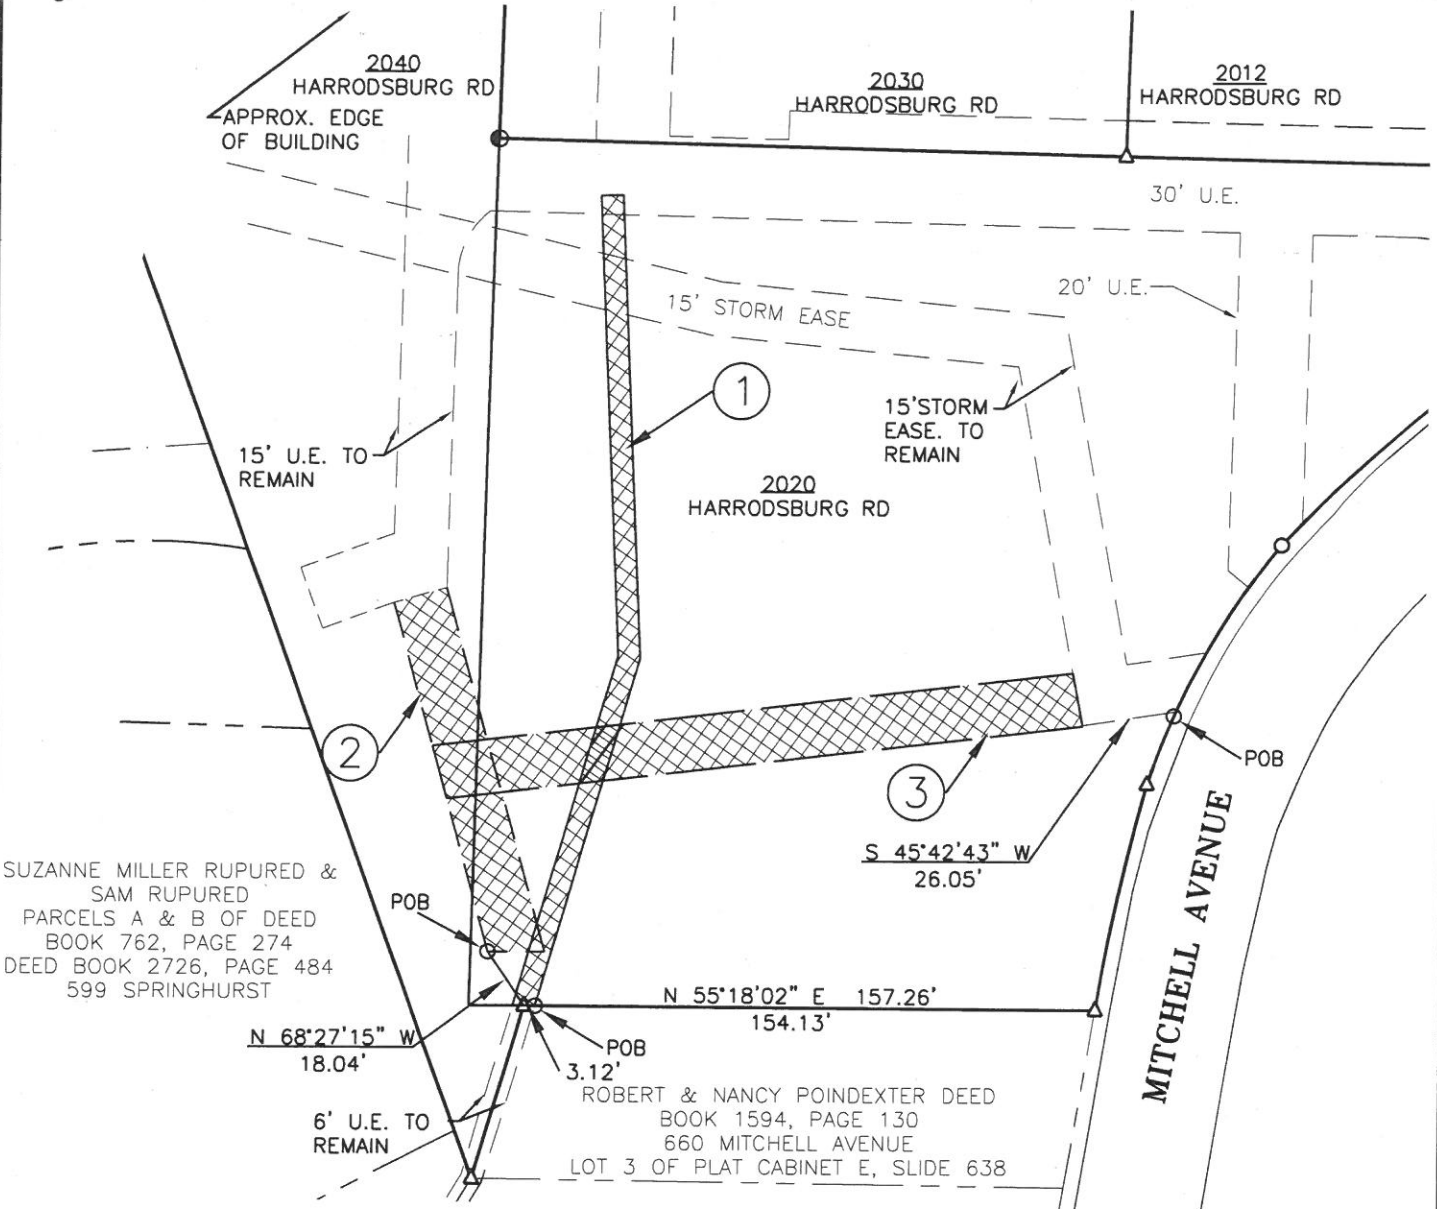 2040
HARRODSBURG RD
2030
HARRODSBURG RD
2012
HARRODSBURG RD
APPROX. EDGE
OF BUILDING
30' U.E.
20' U.E.
15' STORM EASE
1
15'STORM
EASE. TO
REMAIN
15' U.E. TO
REMAIN
2020
HARRODSBURG RD
2
3
POB
S 45°42'43" W
26.05'
MITCHELL AVENUE
SUZANNE MILLER RUPURED &
SAM RUPURED
PARCELS A & B OF DEED
BOOK 762, PAGE 274
DEED BOOK 2726, PAGE 484
599 SPRINGHURST
POB
N 55°18'02" E 157.26'
154.13'
N 68°27'15" W
18.04'
POB
3.12'
6' U.E. TO
REMAIN
ROBERT & NANCY POINDEXTER DEED
BOOK 1594, PAGE 130
660 MITCHELL AVENUE
LOT 3 OF PLAT CABINET E, SLIDE 638